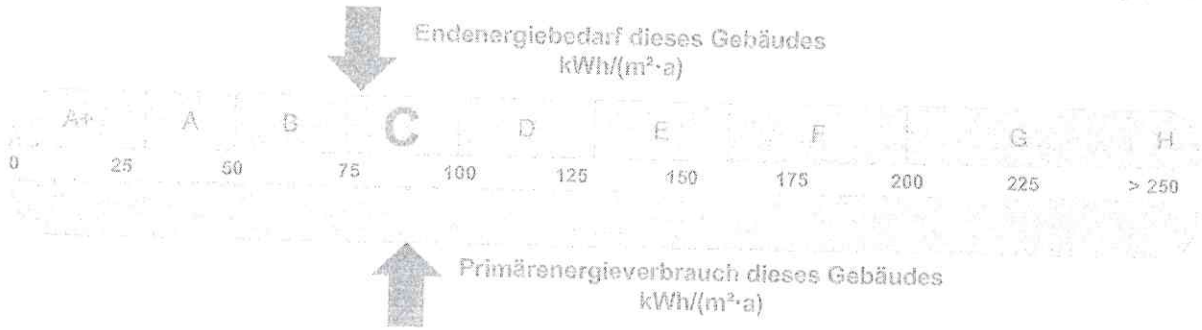 Endenergiebedarf dieses Gebäudes
kWh/(m²·a)
A+ A B C D E F G H
0 25 50 75 100 125 150 175 200 225 > 250
Primärenergieverbrauch dieses Gebäudes
kWh/(m²·a)